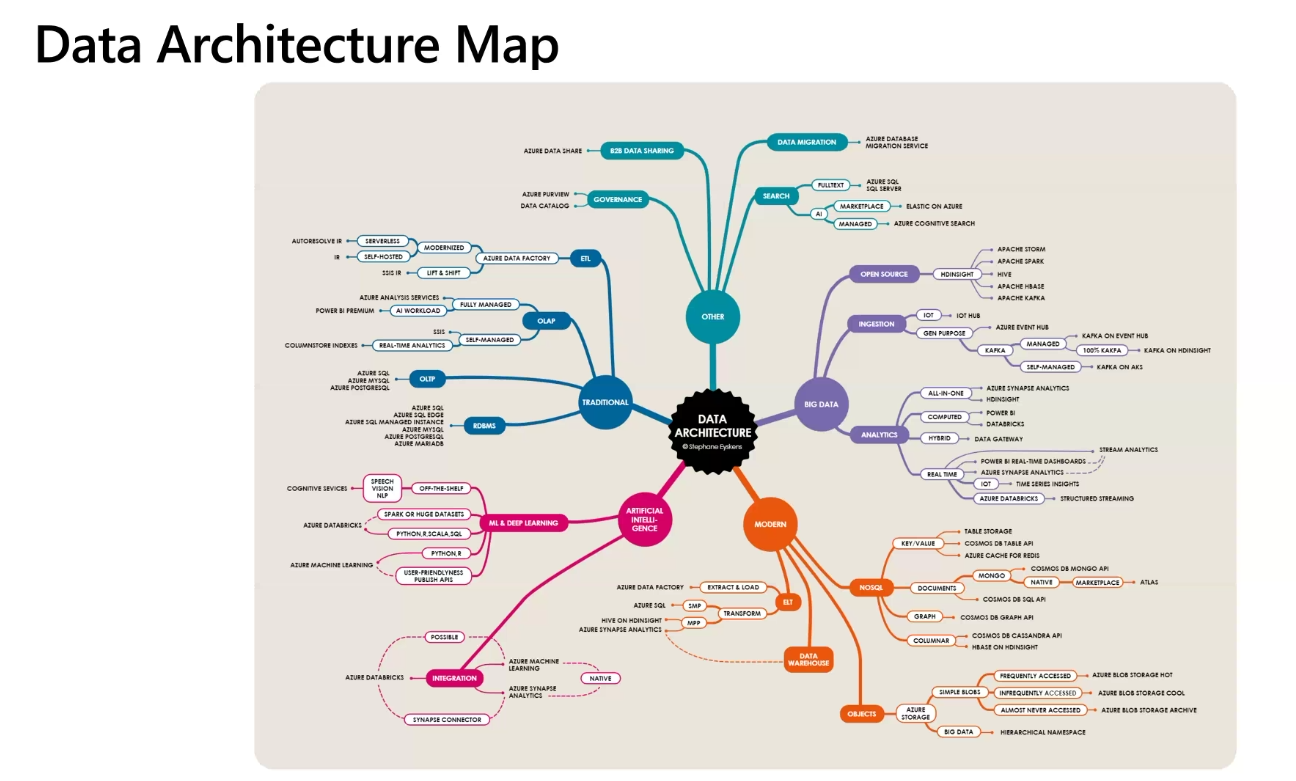 Data Architecture Map
AZURE DATA SHARE
B2B DATA SHARING
DATA MIGRATION
AZURE DATABASE
MIGRATION SERVICE
AZURE PURVIEW
DATA CATALOG
GOVERNANCE
SEARCH
FULLTEXT
AZURE SQL
SQL SERVER
AI
MARKETPLACE
ELASTIC ON AZURE
MANAGED
AZURE COGNITIVE SEARCH
OTHER
AUTORESOLVE IR
SERVERLESS
IR
SELF-HOSTED
MODERNIZED
SSIS IR
LIFT & SHIFT
AZURE DATA FACTORY
ETL
AZURE ANALYSIS SERVICES
POWER BI PREMIUM
AI WORKLOAD
FULLY MANAGED
OLAP
SSIS
COLUMNSTORE INDEXES
REAL-TIME ANALYTICS
SELF-MANAGED
AZURE SQL
AZURE MYSQL
AZURE POSTGRESQL
OLTP
TRADITIONAL
AZURE SQL
AZURE SQL EDGE
AZURE SQL MANAGED INSTANCE
AZURE MYSQL
AZURE POSTGRESQL
AZURE MARIADB
RDBMS
DATA
ARCHITECTURE
© Stephane Eyskens
BIG DATA
OPEN SOURCE
HDINSIGHT
APACHE STORM
APACHE SPARK
HIVE
APACHE HBASE
APACHE KAFKA
INGESTION
IOT
IOT HUB
GEN PURPOSE
AZURE EVENT HUB
KAFKA
MANAGED
KAFKA ON EVENT HUB
100% KAKFA
KAFKA ON HDINSIGHT
SELF-MANAGED
KAFKA ON AKS
ANALYTICS
ALL-IN-ONE
AZURE SYNAPSE ANALYTICS
HDINSIGHT
COMPUTED
POWER BI
DATABRICKS
HYBRID
DATA GATEWAY
REAL TIME
STREAM ANALYTICS
POWER BI REAL-TIME DASHBOARDS
AZURE SYNAPSE ANALYTICS
IOT
TIME SERIES INSIGHTS
AZURE DATABRICKS
STRUCTURED STREAMING
COGNITIVE SEVICES
SPEECH
VISION
NLP
OFF-THE-SHELF
AZURE DATABRICKS
SPARK OR HUGE DATASETS
PYTHON,R,SCALA,SQL
AZURE MACHINE LEARNING
PYTHON,R
USER-FRIENDLYNESS
PUBLISH APIS
ML & DEEP LEARNING
ARTIFICIAL
INTELLI-
GENCE
POSSIBLE
AZURE DATABRICKS
INTEGRATION
AZURE MACHINE
LEARNING
AZURE SYNAPSE
ANALYTICS
NATIVE
SYNAPSE CONNECTOR
MODERN
AZURE DATA FACTORY
EXTRACT & LOAD
ELT
AZURE SQL
SMP
HIVE ON HDINSIGHT
AZURE SYNAPSE ANALYTICS
MPP
TRANSFORM
DATA
WAREHOUSE
NOSQL
KEY/VALUE
TABLE STORAGE
COSMOS DB TABLE API
AZURE CACHE FOR REDIS
DOCUMENTS
MONGO
COSMOS DB MONGO API
NATIVE
MARKETPLACE
ATLAS
COSMOS DB SQL API
GRAPH
COSMOS DB GRAPH API
COLUMNAR
COSMOS DB CASSANDRA API
HBASE ON HDINSIGHT
OBJECTS
AZURE
STORAGE
SIMPLE BLOBS
FREQUENTLY ACCESSED
AZURE BLOB STORAGE HOT
INFREQUENTLY ACCESSED
AZURE BLOB STORAGE COOL
ALMOST NEVER ACCESSED
AZURE BLOB STORAGE ARCHIVE
BIG DATA
HIERARCHICAL NAMESPACE